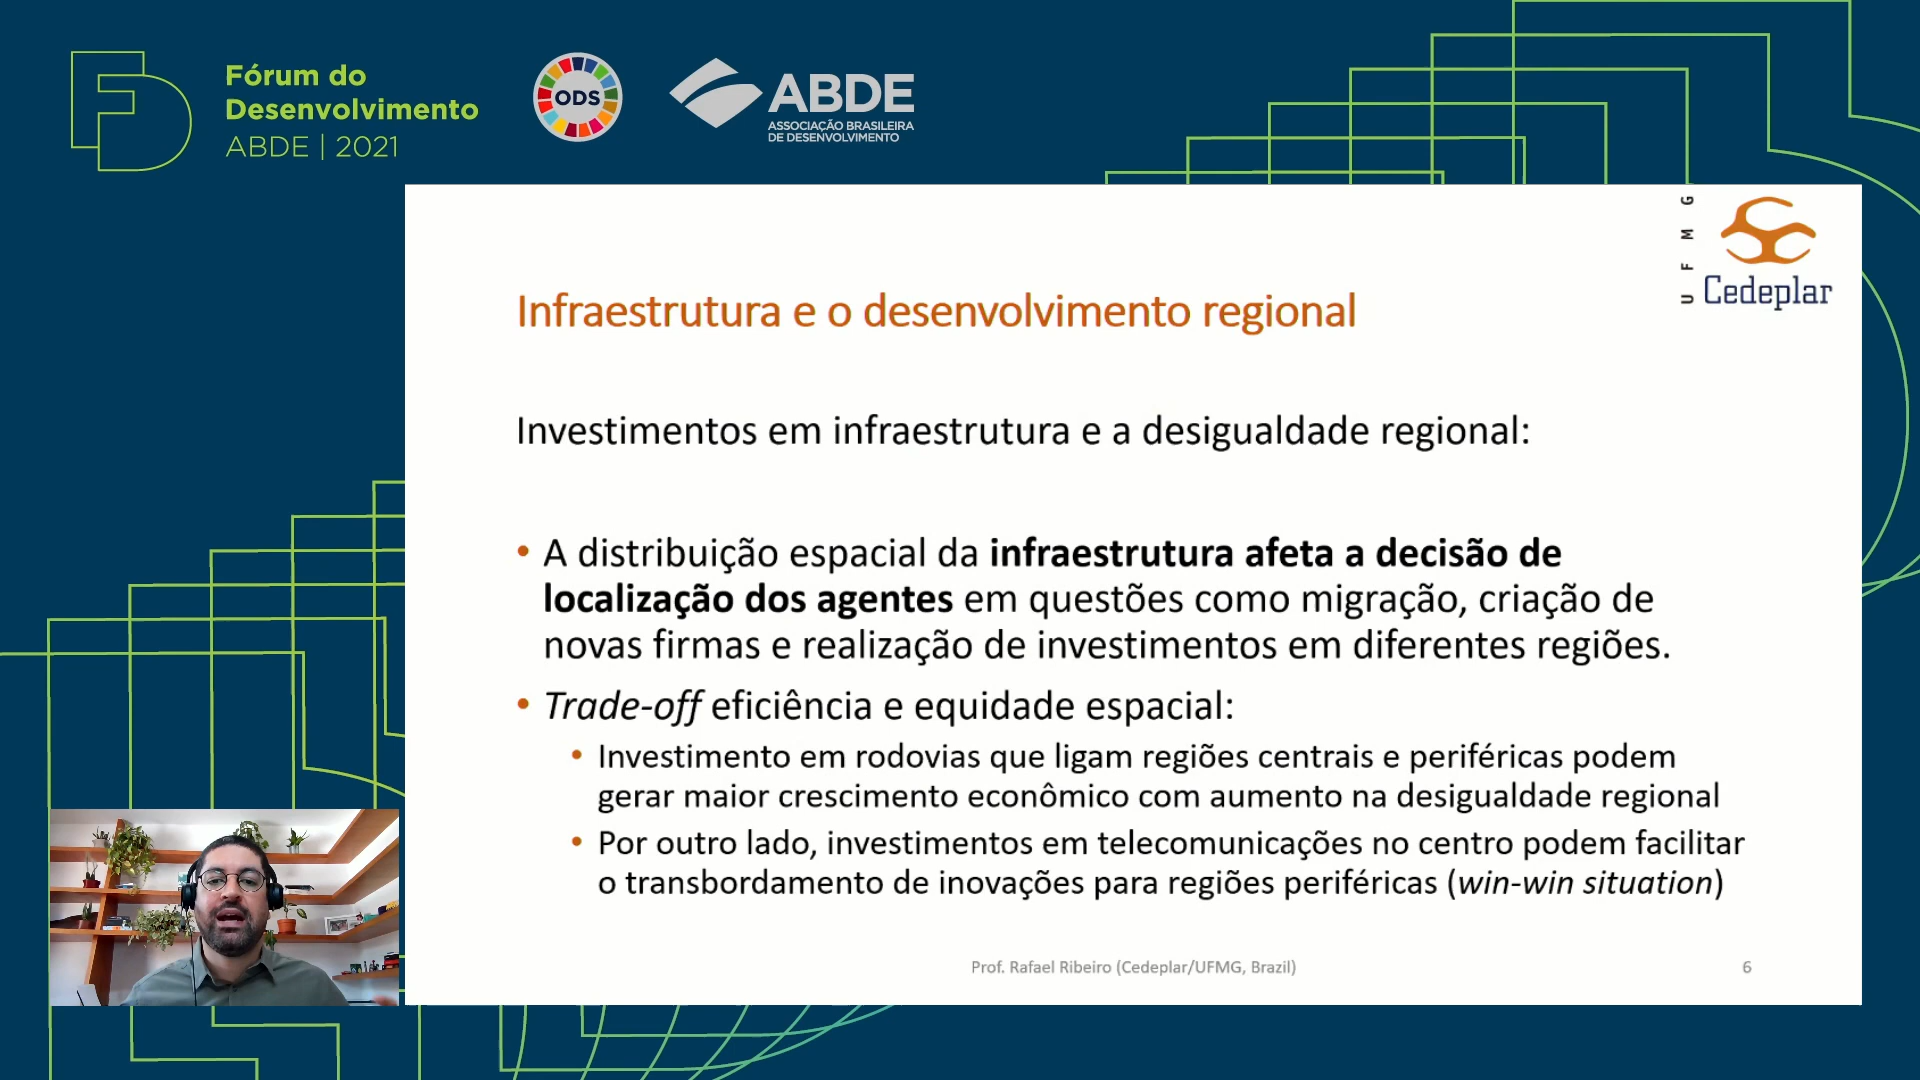 Fórum do
Desenvolvimento
ABDE | 2021
ODS
ABDE
ASSOCIAÇÃO BRASILEIRA
DE DESENVOLVIMENTO
UFMG
Cedeplar
Infraestrutura e o desenvolvimento regional
Investimentos em infraestrutura e a desigualdade regional:
• A distribuição espacial da infraestrutura afeta a decisão de
localização dos agentes em questões como migração, criação de
novas firmas e realização de investimentos em diferentes regiões.
• Trade-off eficiência e equidade espacial:
• Investimento em rodovias que ligam regiões centrais e periféricas podem
gerar maior crescimento econômico com aumento na desigualdade regional
• Por outro lado, investimentos em telecomunicações no centro podem facilitar
o transbordamento de inovações para regiões periféricas (win-win situation)
Prof. Rafael Ribeiro (Cedeplar/UFMG, Brazil)
6